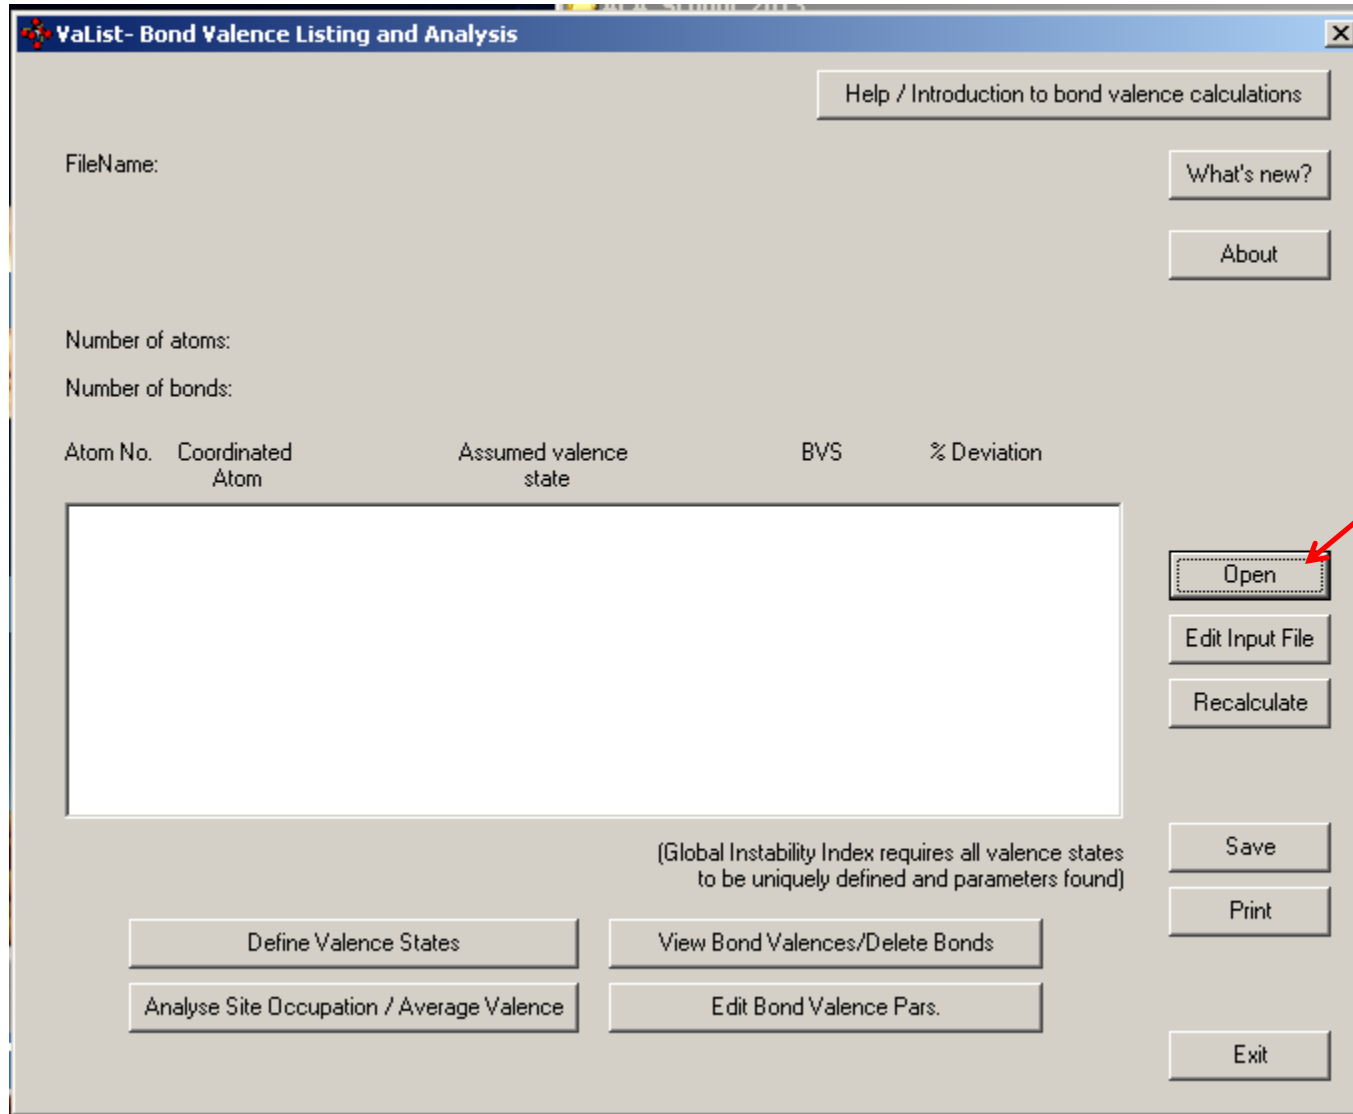 ACA School 2013
VaList- Bond Valence Listing and Analysis
Help / Introduction to bond valence calculations
FileName:
What's new?
About
Number of atoms:
Number of bonds:
Atom No. Coordinated Atom Assumed valence state BVS % Deviation
Open
Edit Input File
Recalculate
(Global Instability Index requires all valence states
to be uniquely defined and parameters found)
Save
Print
Define Valence States View Bond Valences/Delete Bonds
Analyse Site Occupation / Average Valence Edit Bond Valence Pars.
Exit